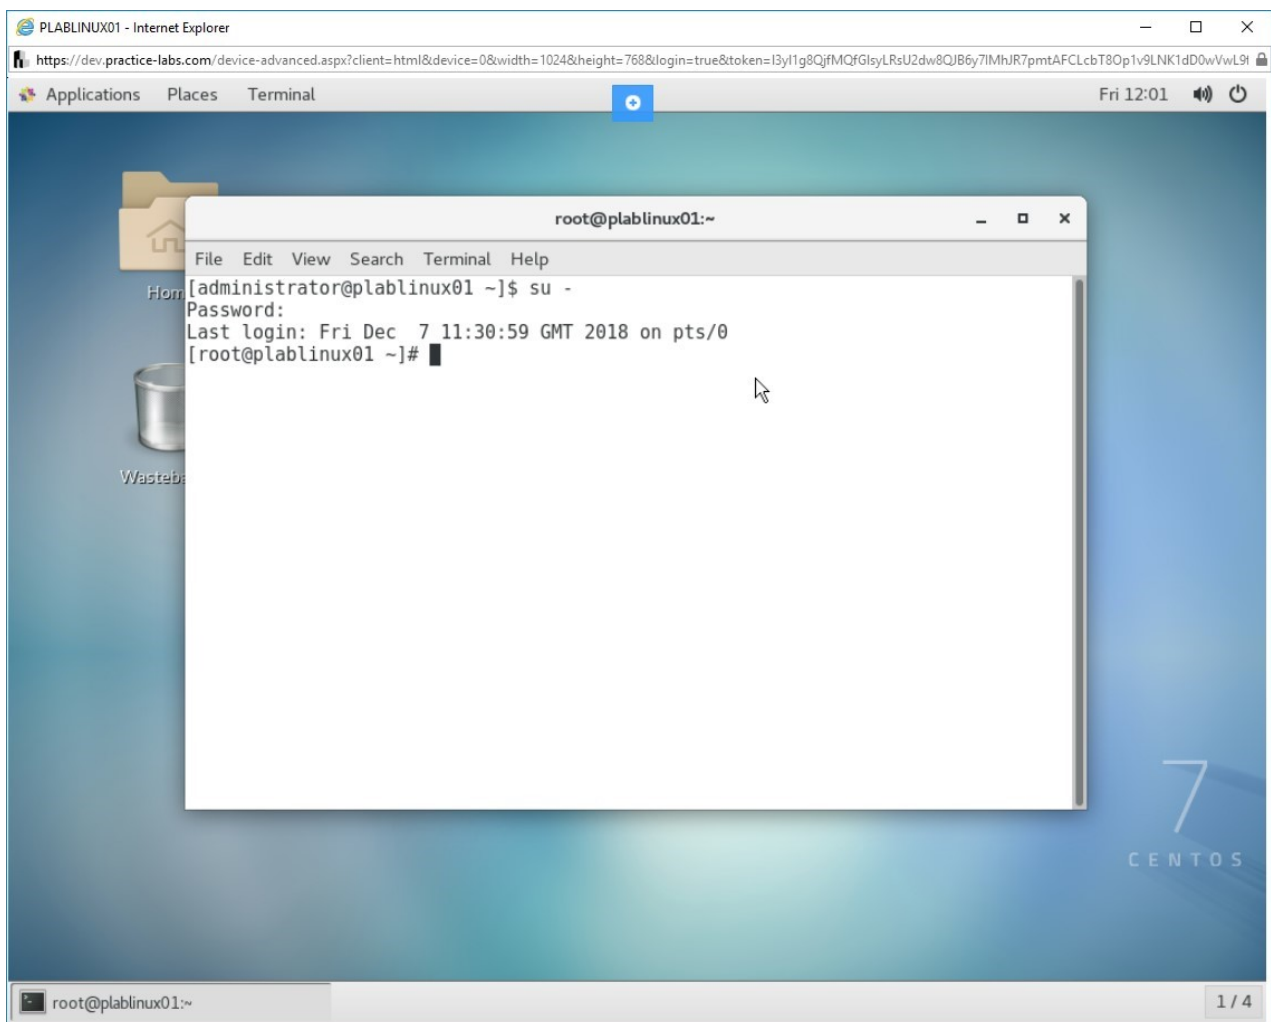 PLABLINUX01 - Internet Explorer
https://dev.practice-labs.com/device-advanced.aspx?client=html&device=0&width=1024&height=768&login=true&token=
Applications Places Terminal Fri 12:01
root@plablinux01:~
File Edit View Search Terminal Help
[administrator@plablinux01 ~]$ su -
Password:
Last login: Fri Dec  7 11:30:59 GMT 2018 on pts/0
[root@plablinux01 ~]#
Hom
Wasteb
7
CENTOS
root@plablinux01:~ 1 / 4